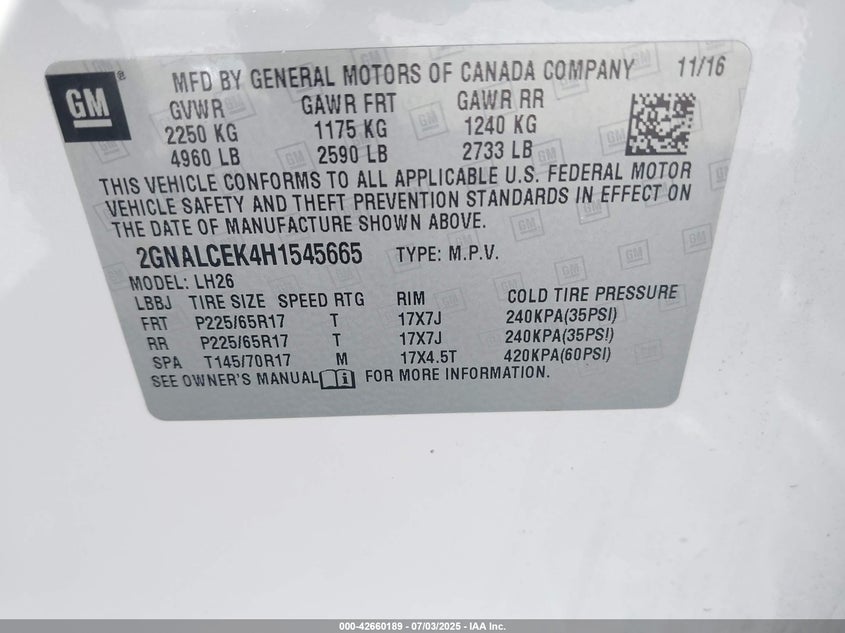 GM ®
MFD BY GENERAL MOTORS OF CANADA COMPANY 11/16
GVWR GAWR FRT GAWR RR
2250 KG 1175 KG 1240 KG
4960 LB 2590 LB 2733 LB
THIS VEHICLE CONFORMS TO ALL APPLICABLE U.S. FEDERAL MOTOR
VEHICLE SAFETY AND THEFT PREVENTION STANDARDS IN EFFECT ON
THE DATE OF MANUFACTURE SHOWN ABOVE.
2GNALCEK4H1545665 TYPE: M.P.V.
MODEL: LH26
LBBJ TIRE SIZE SPEED RTG RIM COLD TIRE PRESSURE
FRT P225/65R17 T 17X7J 240KPA(35PSI)
RR P225/65R17 T 17X7J 240KPA(35PSI)
SPA T145/70R17 M 17X4.5T 420KPA(60PSI)
SEE OWNER'S MANUAL FOR MORE INFORMATION.
000-42660189 - 07/03/2025 - IAA Inc.